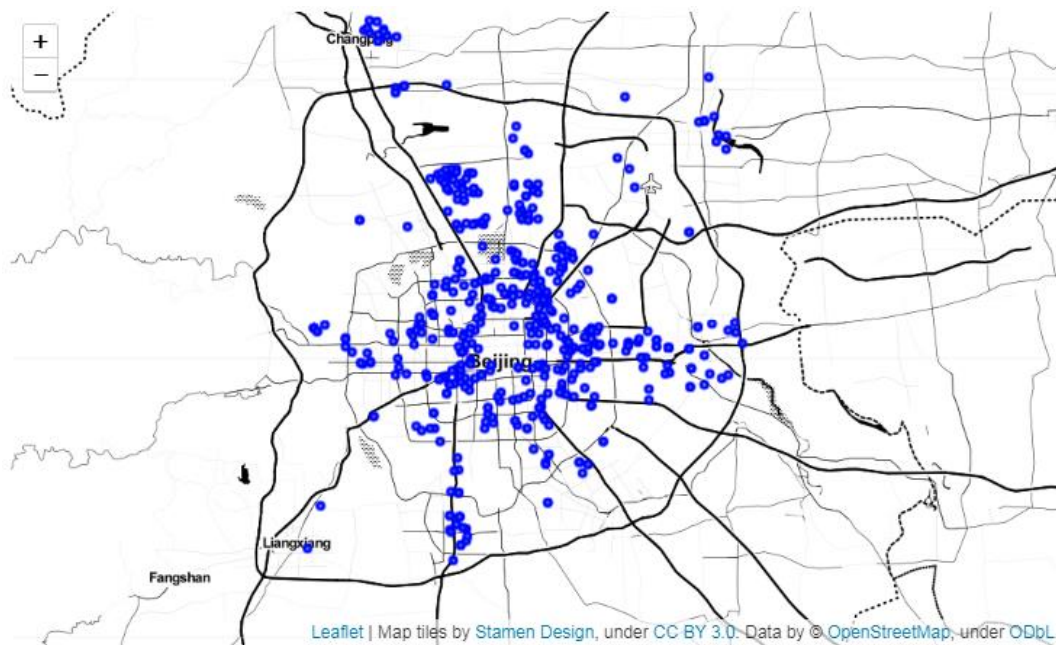 +
Changping
−
Beijing
Liangxiang
Fangshan
Leaflet | Map tiles by Stamen Design, under CC BY 3.0. Data by © OpenStreetMap, under ODbL